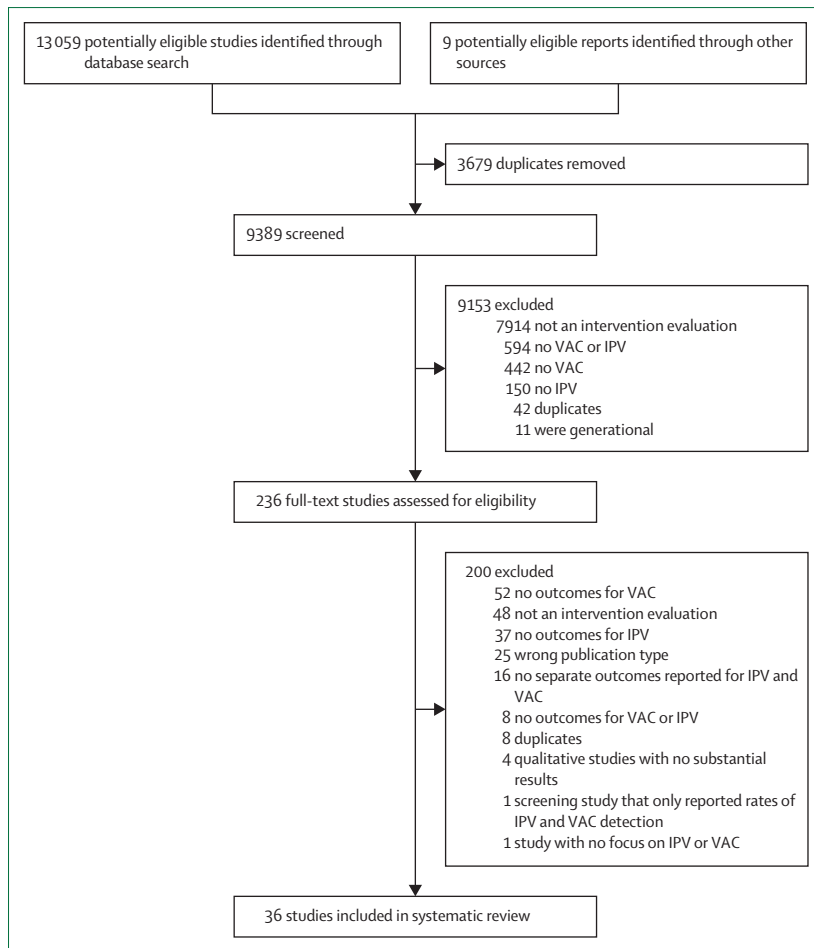 13 059 potentially eligible studies identified through
database search
9 potentially eligible reports identified through other
sources
3679 duplicates removed
9389 screened
9153 excluded
7914 not an intervention evaluation
594 no VAC or IPV
442 no VAC
150 no IPV
42 duplicates
11 were generational
236 full-text studies assessed for eligibility
200 excluded
52 no outcomes for VAC
48 not an intervention evaluation
37 no outcomes for IPV
25 wrong publication type
16 no separate outcomes reported for IPV and
VAC
8 no outcomes for VAC or IPV
8 duplicates
4 qualitative studies with no substantial
results
1 screening study that only reported rates of
IPV and VAC detection
1 study with no focus on IPV or VAC
36 studies included in systematic review